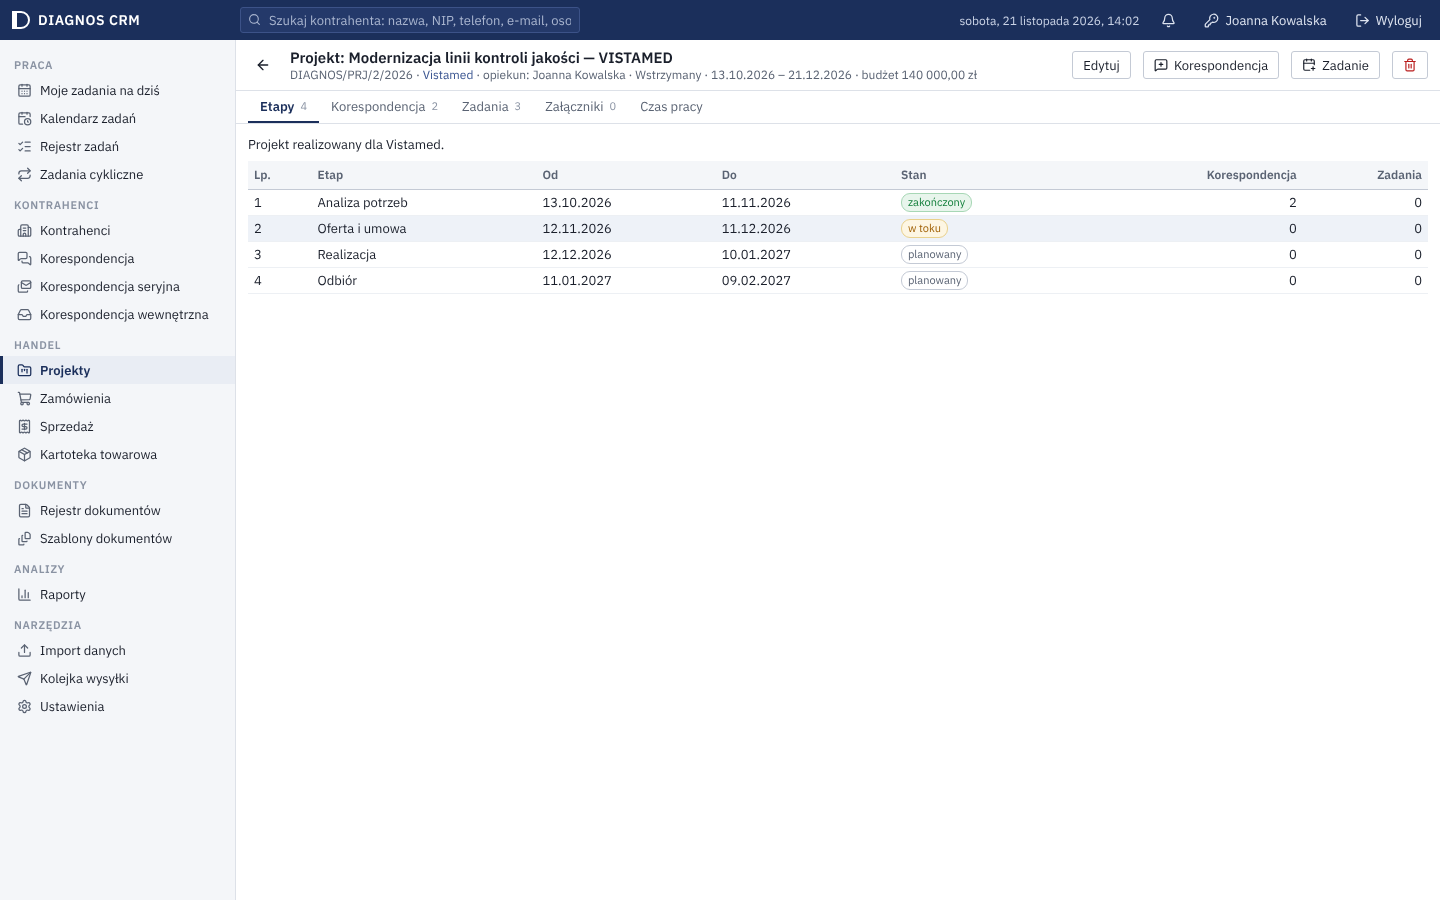 DIAGNOS CRM
Szukaj kontrahenta: nazwa, NIP, telefon, e-mail, oso
sobota, 21 listopada 2026, 14:02
Joanna Kowalska
Wyloguj
PRACA
Moje zadania na dziś
Kalendarz zadań
Rejestr zadań
Zadania cykliczne
KONTRAHENCI
Kontrahenci
Korespondencja
Korespondencja seryjna
Korespondencja wewnętrzna
HANDEL
Projekty
Zamówienia
Sprzedaż
Kartoteka towarowa
DOKUMENTY
Rejestr dokumentów
Szablony dokumentów
ANALIZY
Raporty
NARZĘDZIA
Import danych
Kolejka wysyłki
Ustawienia
Projekt: Modernizacja linii kontroli jakości — VISTAMED
DIAGNOS/PRJ/2/2026 · Vistamed · opiekun: Joanna Kowalska · Wstrzymany · 13.10.2026 – 21.12.2026 · budżet 140 000,00 zł
Edytuj
Korespondencja
Zadanie
Etapy 4 Korespondencja 2 Zadania 3 Załączniki 0 Czas pracy
Projekt realizowany dla Vistamed.
Lp. Etap Od Do Stan Korespondencja Zadania
1 Analiza potrzeb 13.10.2026 11.11.2026 zakończony 2 0
2 Oferta i umowa 12.11.2026 11.12.2026 w toku 0 0
3 Realizacja 12.12.2026 10.01.2027 planowany 0 0
4 Odbiór 11.01.2027 09.02.2027 planowany 0 0